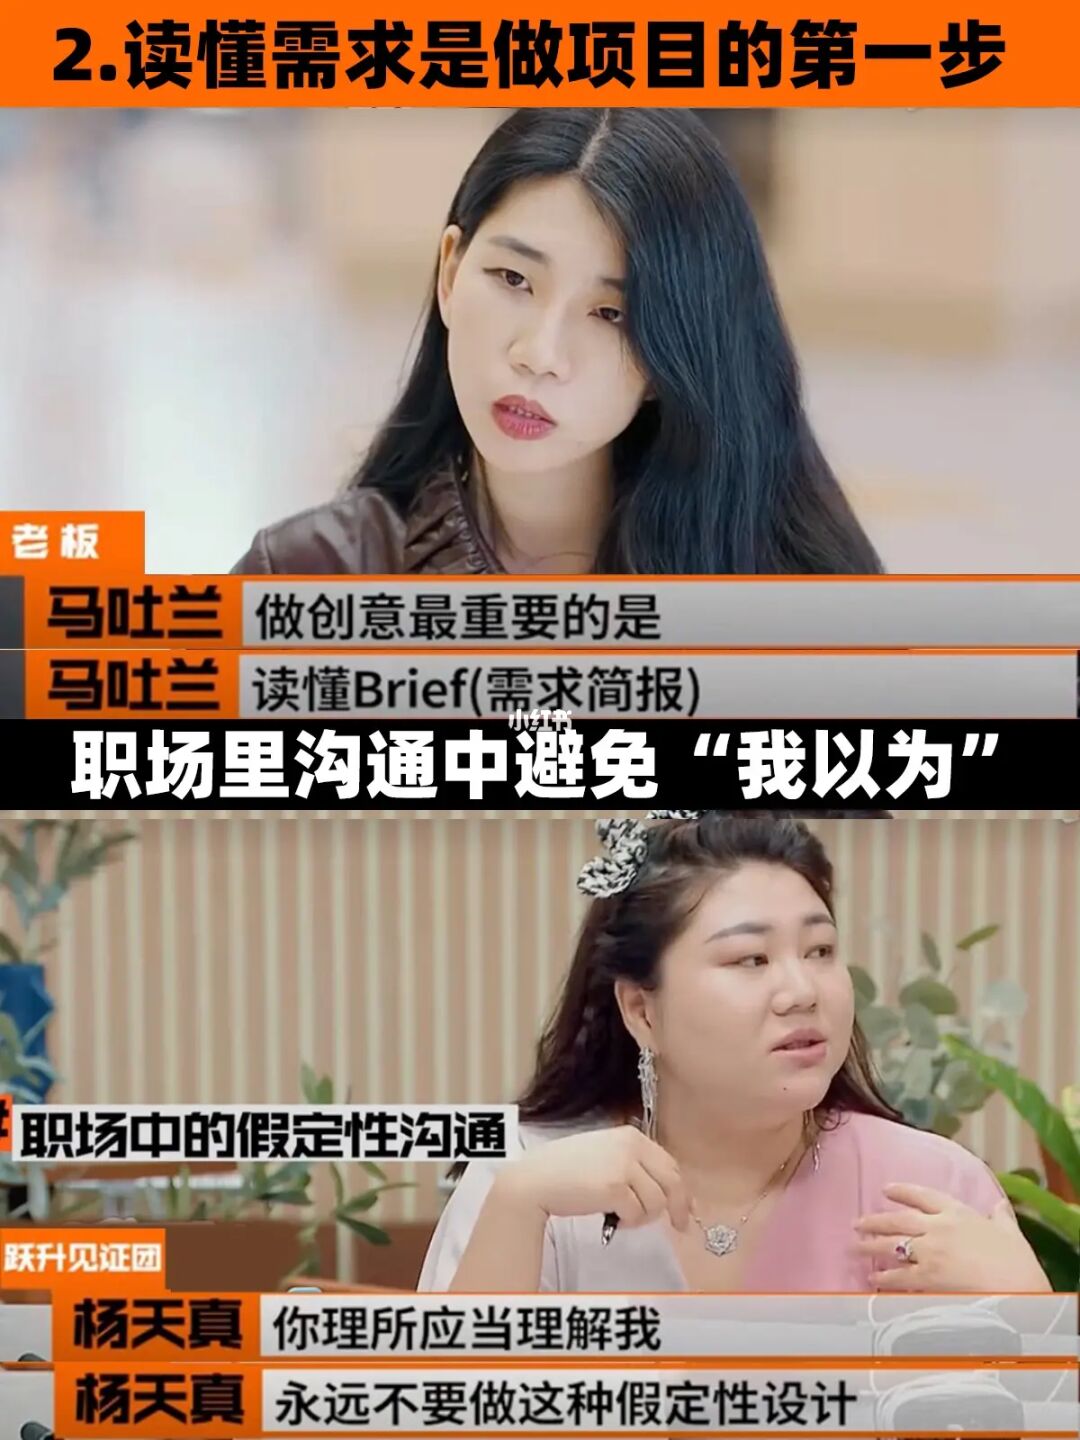 2.读懂需求是做项目的第一步
老板
马吐兰 做创意最重要的是
马吐兰 读懂Brief(需求简报)
小红书
职场里沟通中避免“我以为”
#职场中的假定性沟通
跃升见证团
杨天真 你理所应当理解我
杨天真 永远不要做这种假定性设计